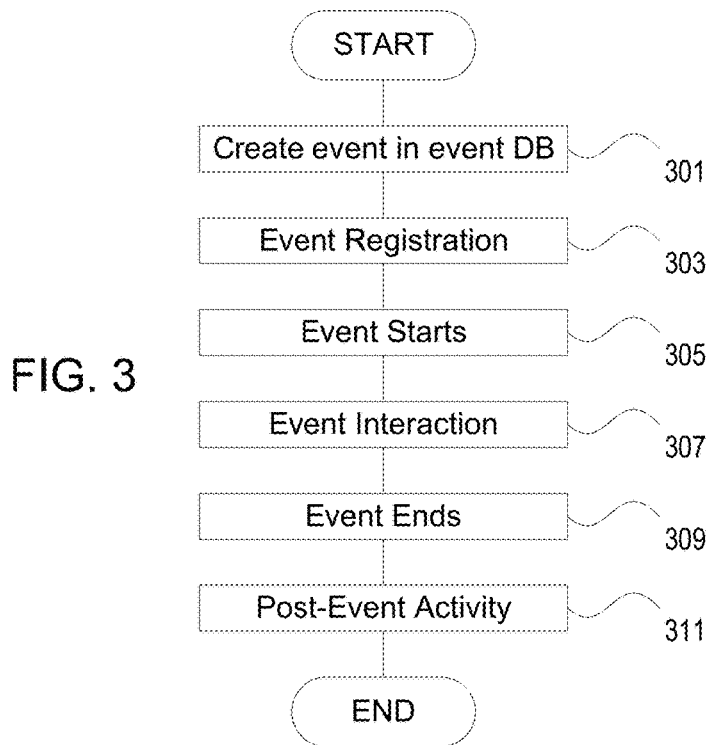 START
Create event in event DB
301
Event Registration
303
Event Starts
305
FIG. 3
Event Interaction
307
Event Ends
309
Post-Event Activity
311
END